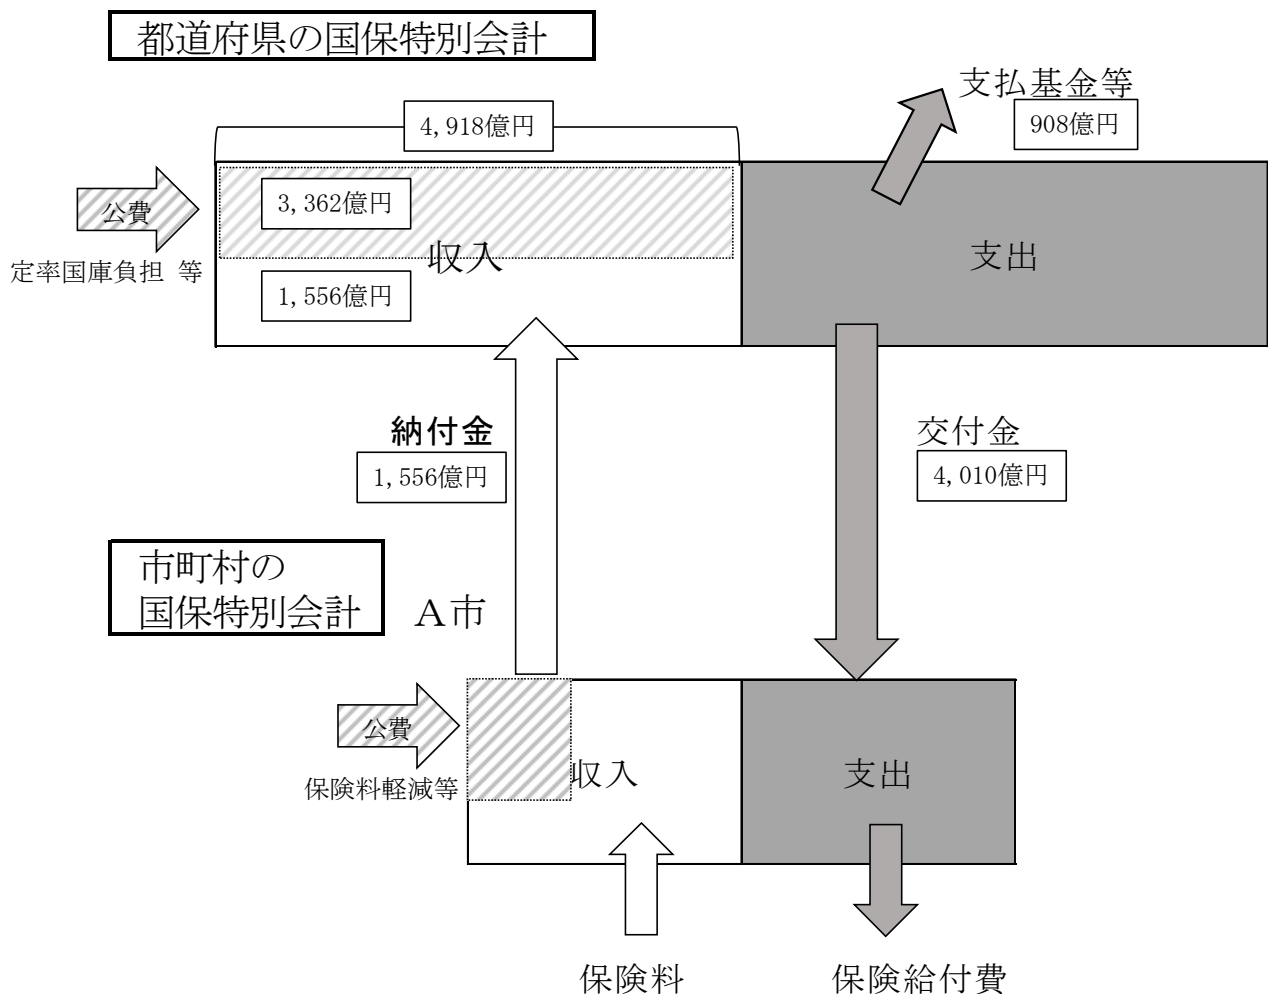 都道府県の国保特別会計
支払基金等
908億円
4,918億円
公費
定率国庫負担 等
3,362億円
収入
1,556億円
支出
納付金
1,556億円
交付金
4,010億円
市町村の
国保特別会計
A市
公費
保険料軽減等
収入
支出
保険料
保険給付費